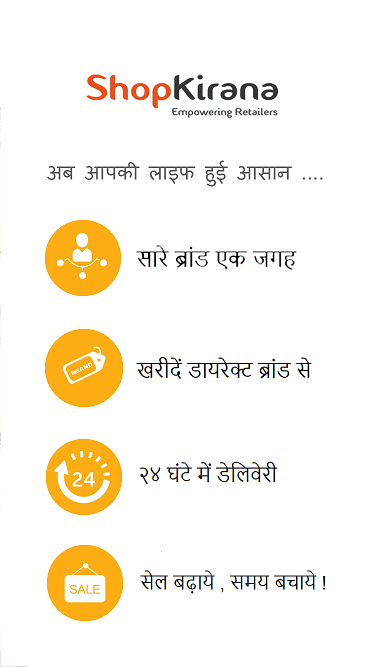 ShopKirana
Empowering Retailers
अब आपकी लाइफ हुई आसान ....
सारे ब्रांड एक जगह
BRAND
खरीदें डायरेक्ट ब्रांड से
24
२४ घंटे में डेलिवेरी
SALE
सेल बढ़ाये , समय बचाये !